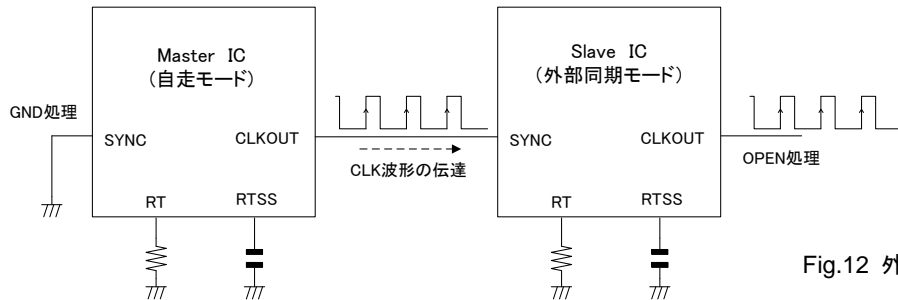 Master IC
(自走モード)
GND処理
SYNC
CLKOUT
RT
RTSS
CLK波形の伝達
Slave IC
(外部同期モード)
SYNC
CLKOUT
RT
RTSS
OPEN処理
Fig.12 外